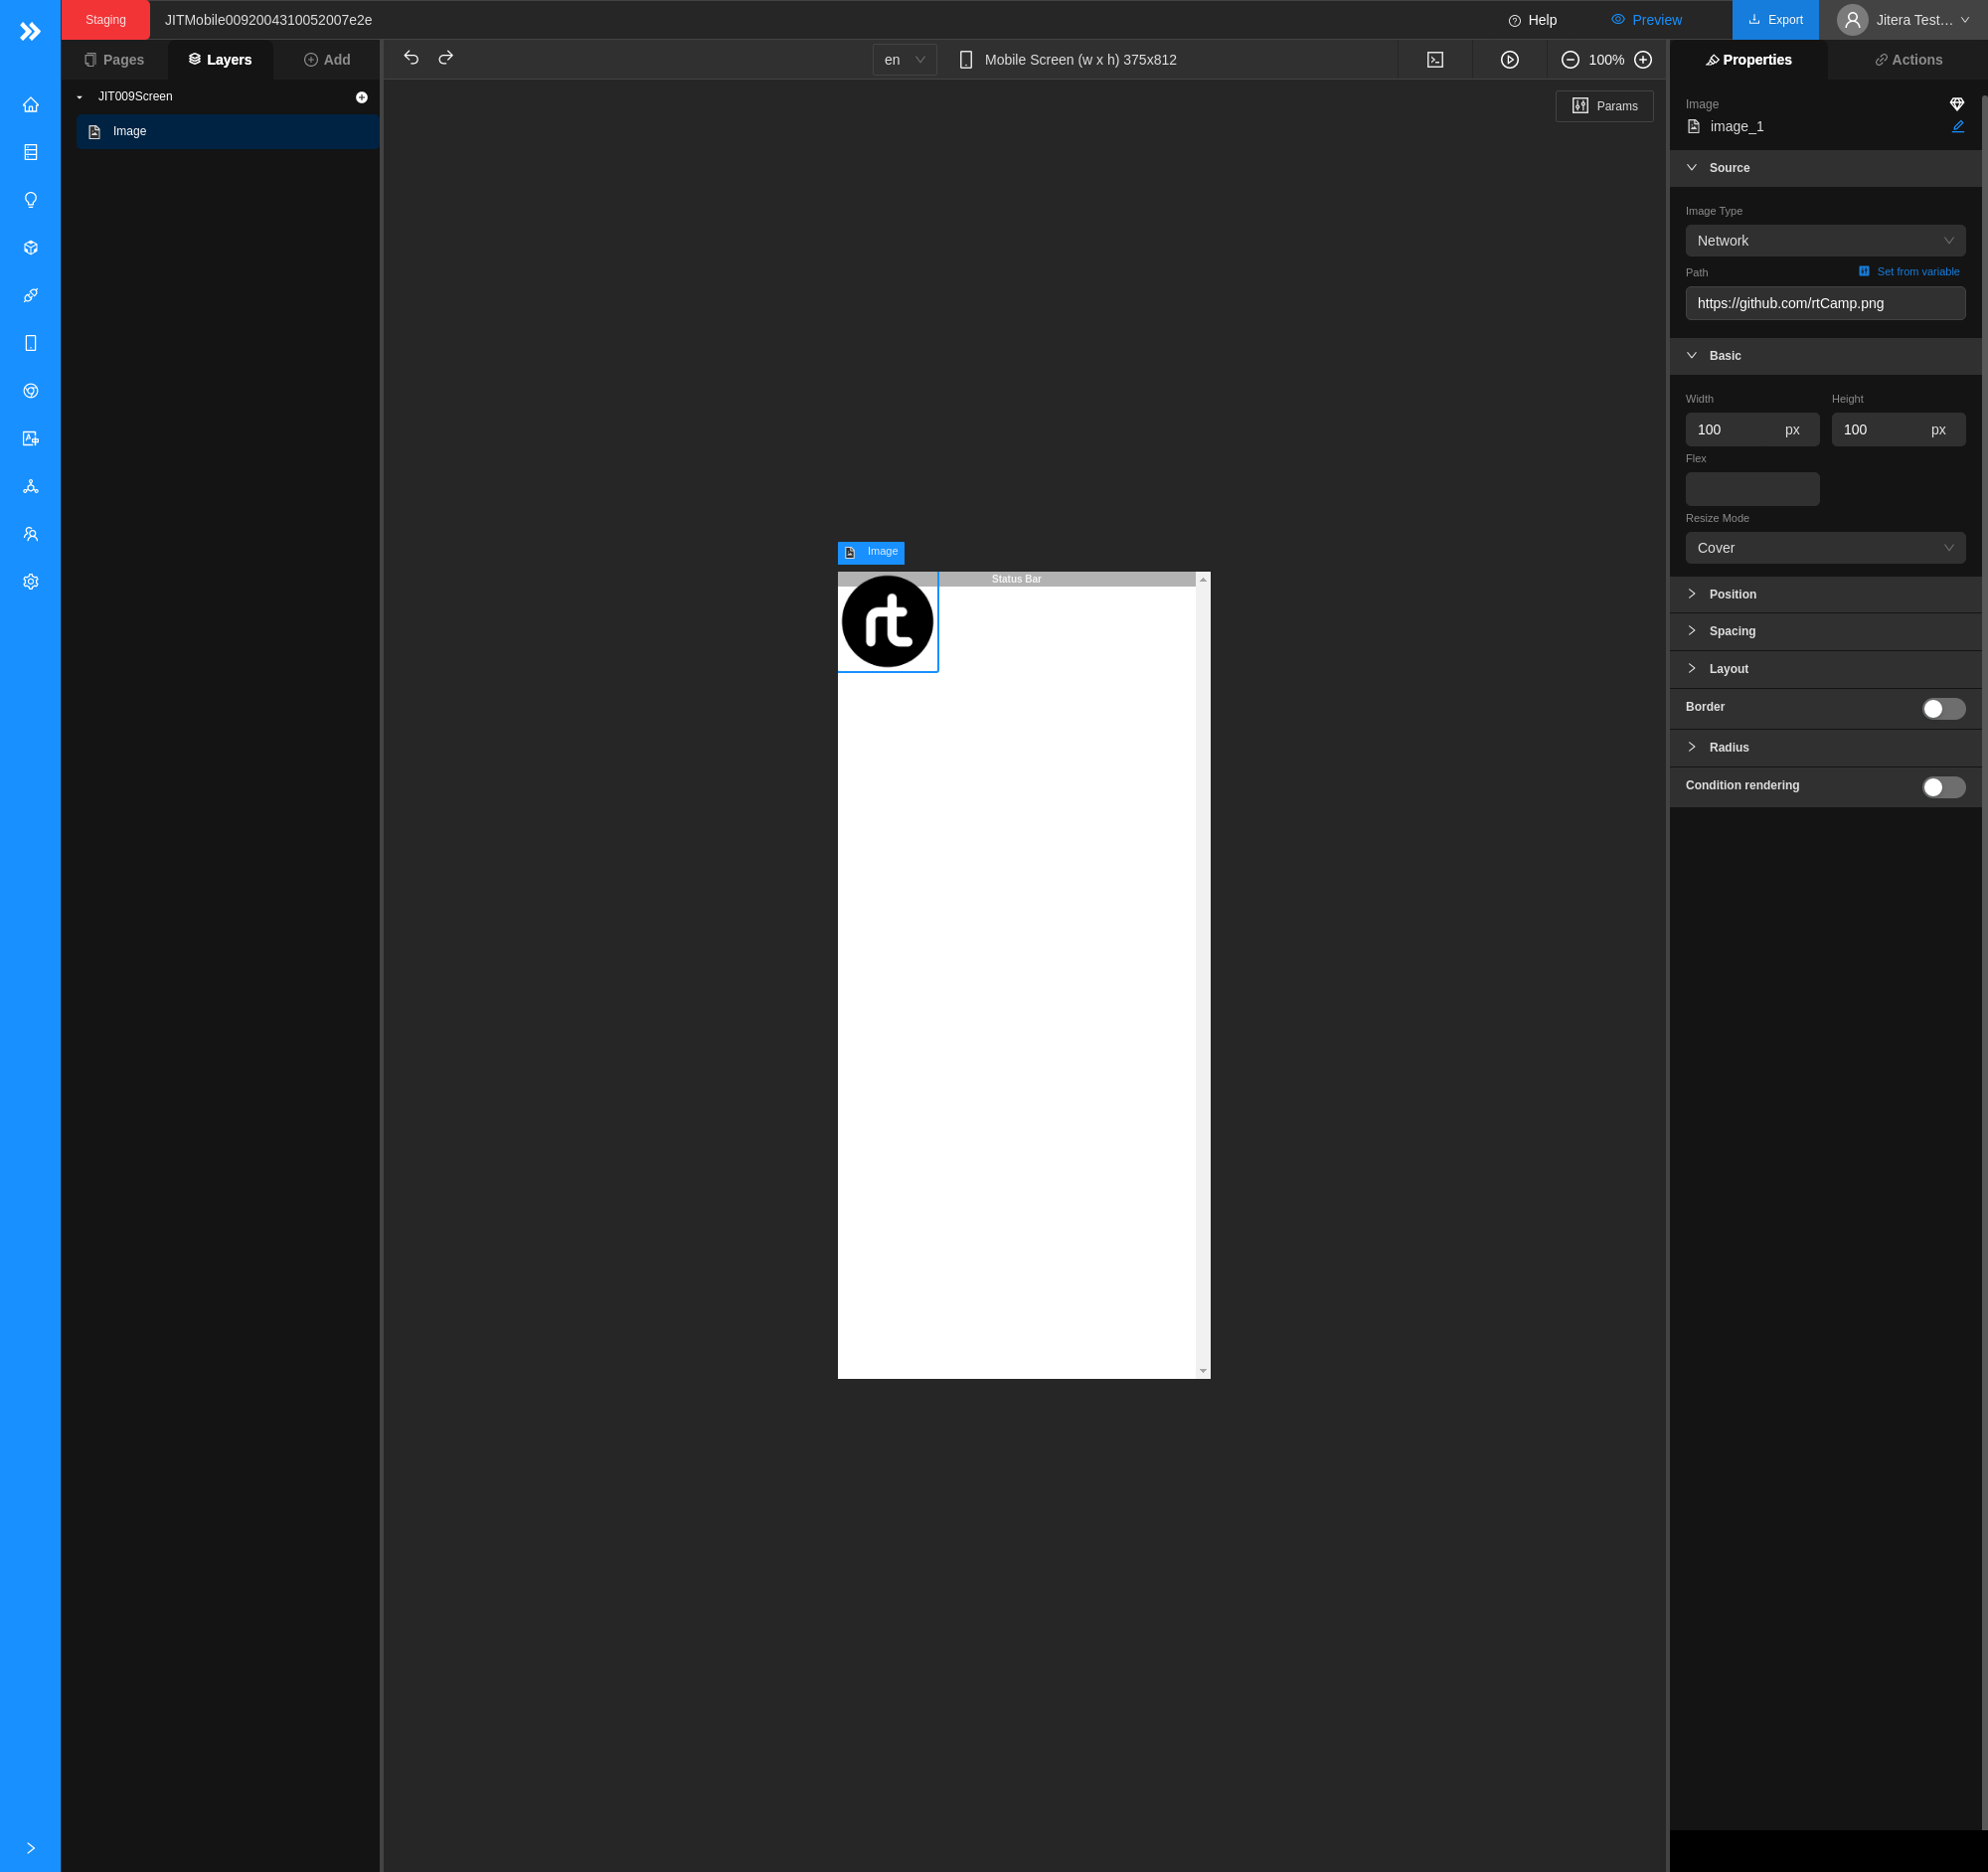 Staging
JITMobile0092004310052007e2e
Help
Preview
Export
Jitera Test...
Pages
Layers
Add
en
Mobile Screen (w x h) 375x812
100%
Properties
Actions
JIT009Screen
Image
Params
Image
image_1
Source
Image Type
Network
Path
Set from variable
https://github.com/rtCamp.png
Basic
Width
Height
100 px
100 px
Flex
Resize Mode
Cover
Position
Spacing
Layout
Border
Radius
Condition rendering
Image
Status Bar
rt